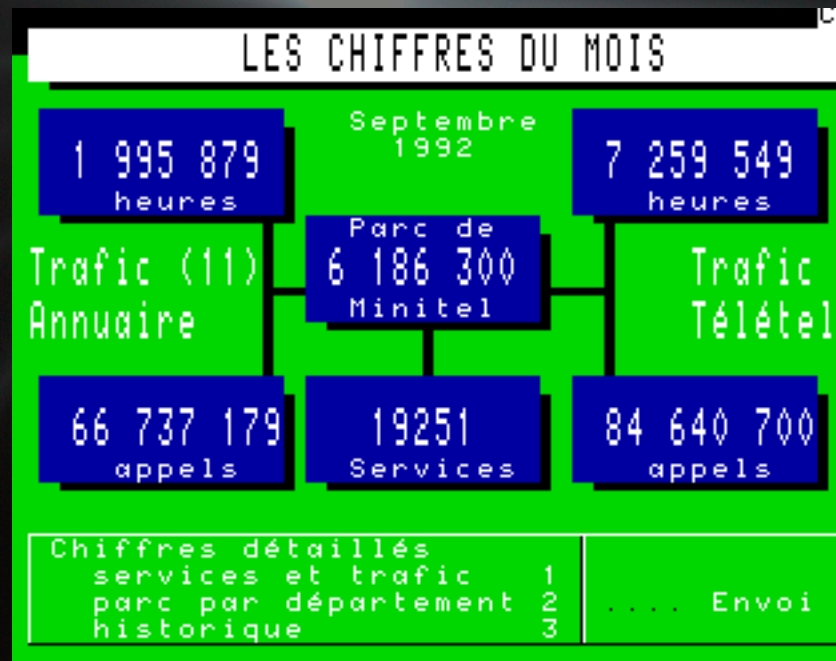 C
LES CHIFFRES DU MOIS
Septembre
1992
1 995 879
heures
7 259 549
heures
Parc de
6 186 300
Minitel
Trafic (11)
Annuaire
Trafic
Télétel
66 737 179
appels
19251
Services
84 640 700
appels
Chiffres détaillés
services et trafic 1
parc par département 2
historique 3
.... Envoi